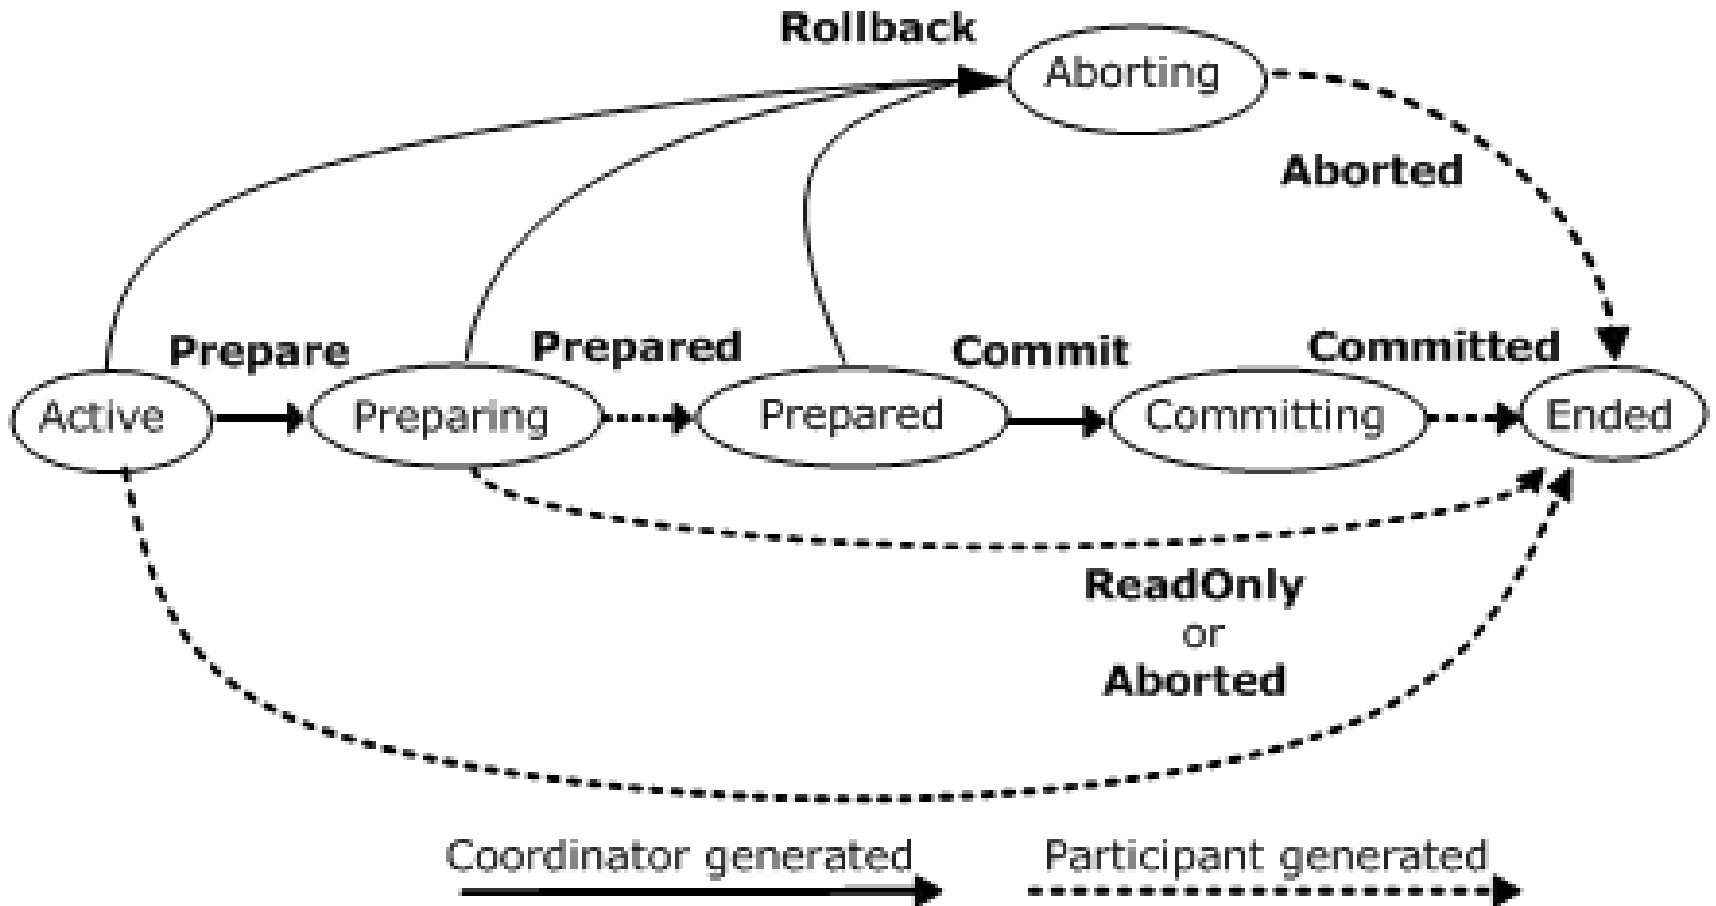 Rollback
Aborting
Aborted
Prepare
Prepared
Commit
Committed
Active
Preparing
Prepared
Committing
Ended
ReadOnly
or
Aborted
Coordinator generated
Participant generated